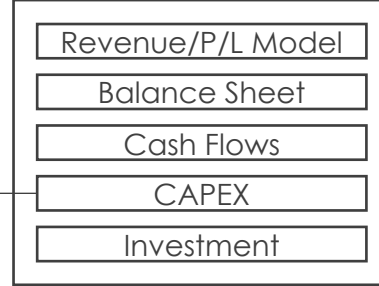 Revenue/P/L Model
Balance Sheet
Cash Flows
CAPEX
Investment